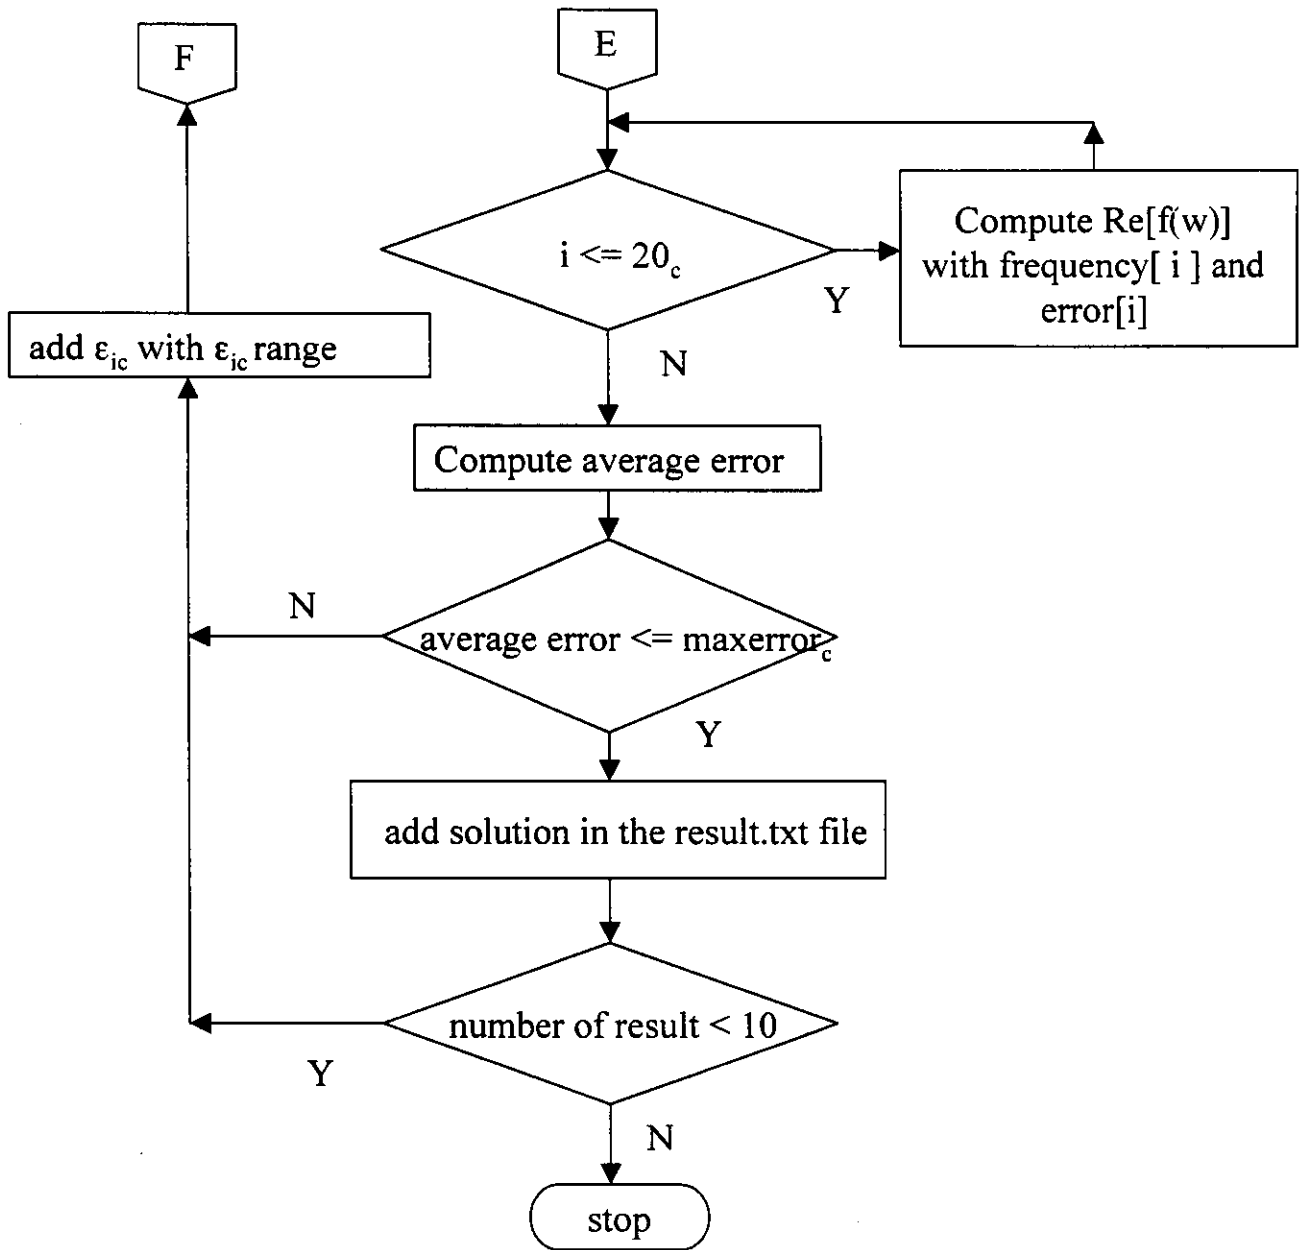 F
E
i <= 20c
Y
Compute Re[f(w)]
with frequency[ i ] and
error[i]
add εic with εic range
N
Compute average error
N
average error <= maxerrorc
Y
add solution in the result.txt file
number of result < 10
Y
N
stop